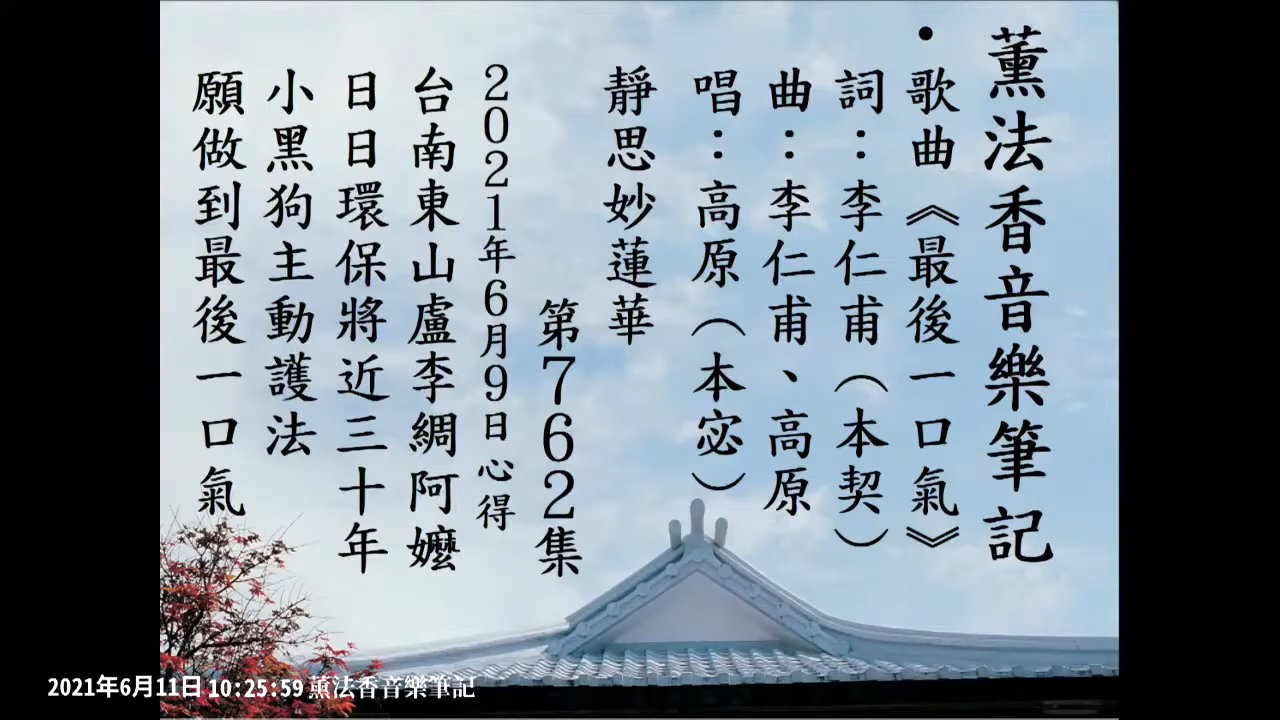 薰法香音樂筆記
•歌曲《最後一口氣》
詞：李仁甫（本契）
曲：李仁甫、高原
唱：高原（本宓）
靜思妙蓮華
第762集
2021年6月9日心得
台南東山盧李綢阿嬤
日日環保將近三十年
小黑狗主動護法
願做到最後一口氣
2021年6月11日 10:25:59 薰法香音樂筆記